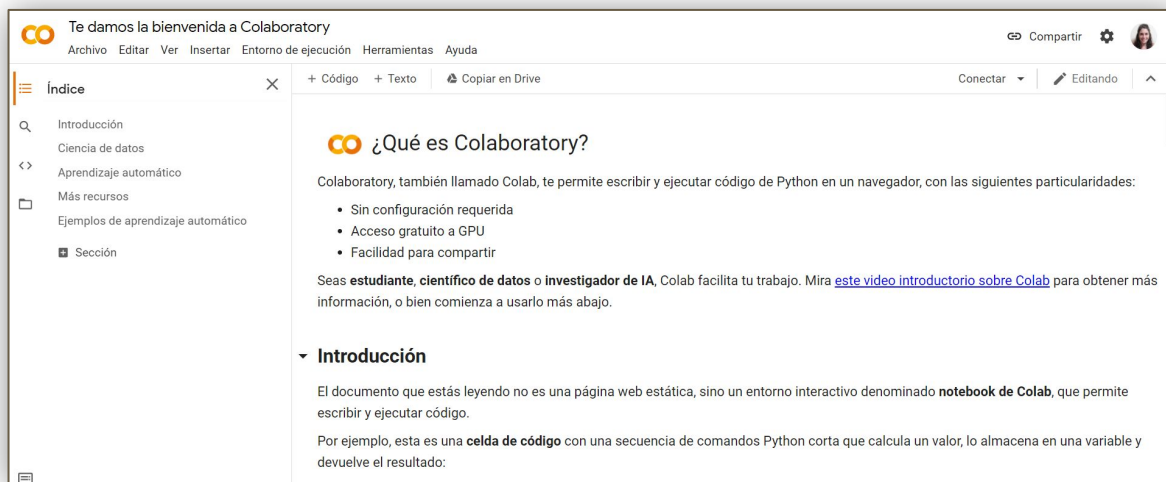 Te damos la bienvenida a Colaboratory
Archivo Editar Ver Insertar Entorno de ejecución Herramientas Ayuda
Compartir
Índice
Introducción
Ciencia de datos
Aprendizaje automático
Más recursos
Ejemplos de aprendizaje automático
Sección
+ Código + Texto Copiar en Drive
Conectar Editando
¿Qué es Colaboratory?
Colaboratory, también llamado Colab, te permite escribir y ejecutar código de Python en un navegador, con las siguientes particularidades:
• Sin configuración requerida
• Acceso gratuito a GPU
• Facilidad para compartir
Seas estudiante, científico de datos o investigador de IA, Colab facilita tu trabajo. Mira este video introductorio sobre Colab para obtener más
información, o bien comienza a usarlo más abajo.
Introducción
El documento que estás leyendo no es una página web estática, sino un entorno interactivo denominado notebook de Colab, que permite
escribir y ejecutar código.
Por ejemplo, esta es una celda de código con una secuencia de comandos Python corta que calcula un valor, lo almacena en una variable y
devuelve el resultado: